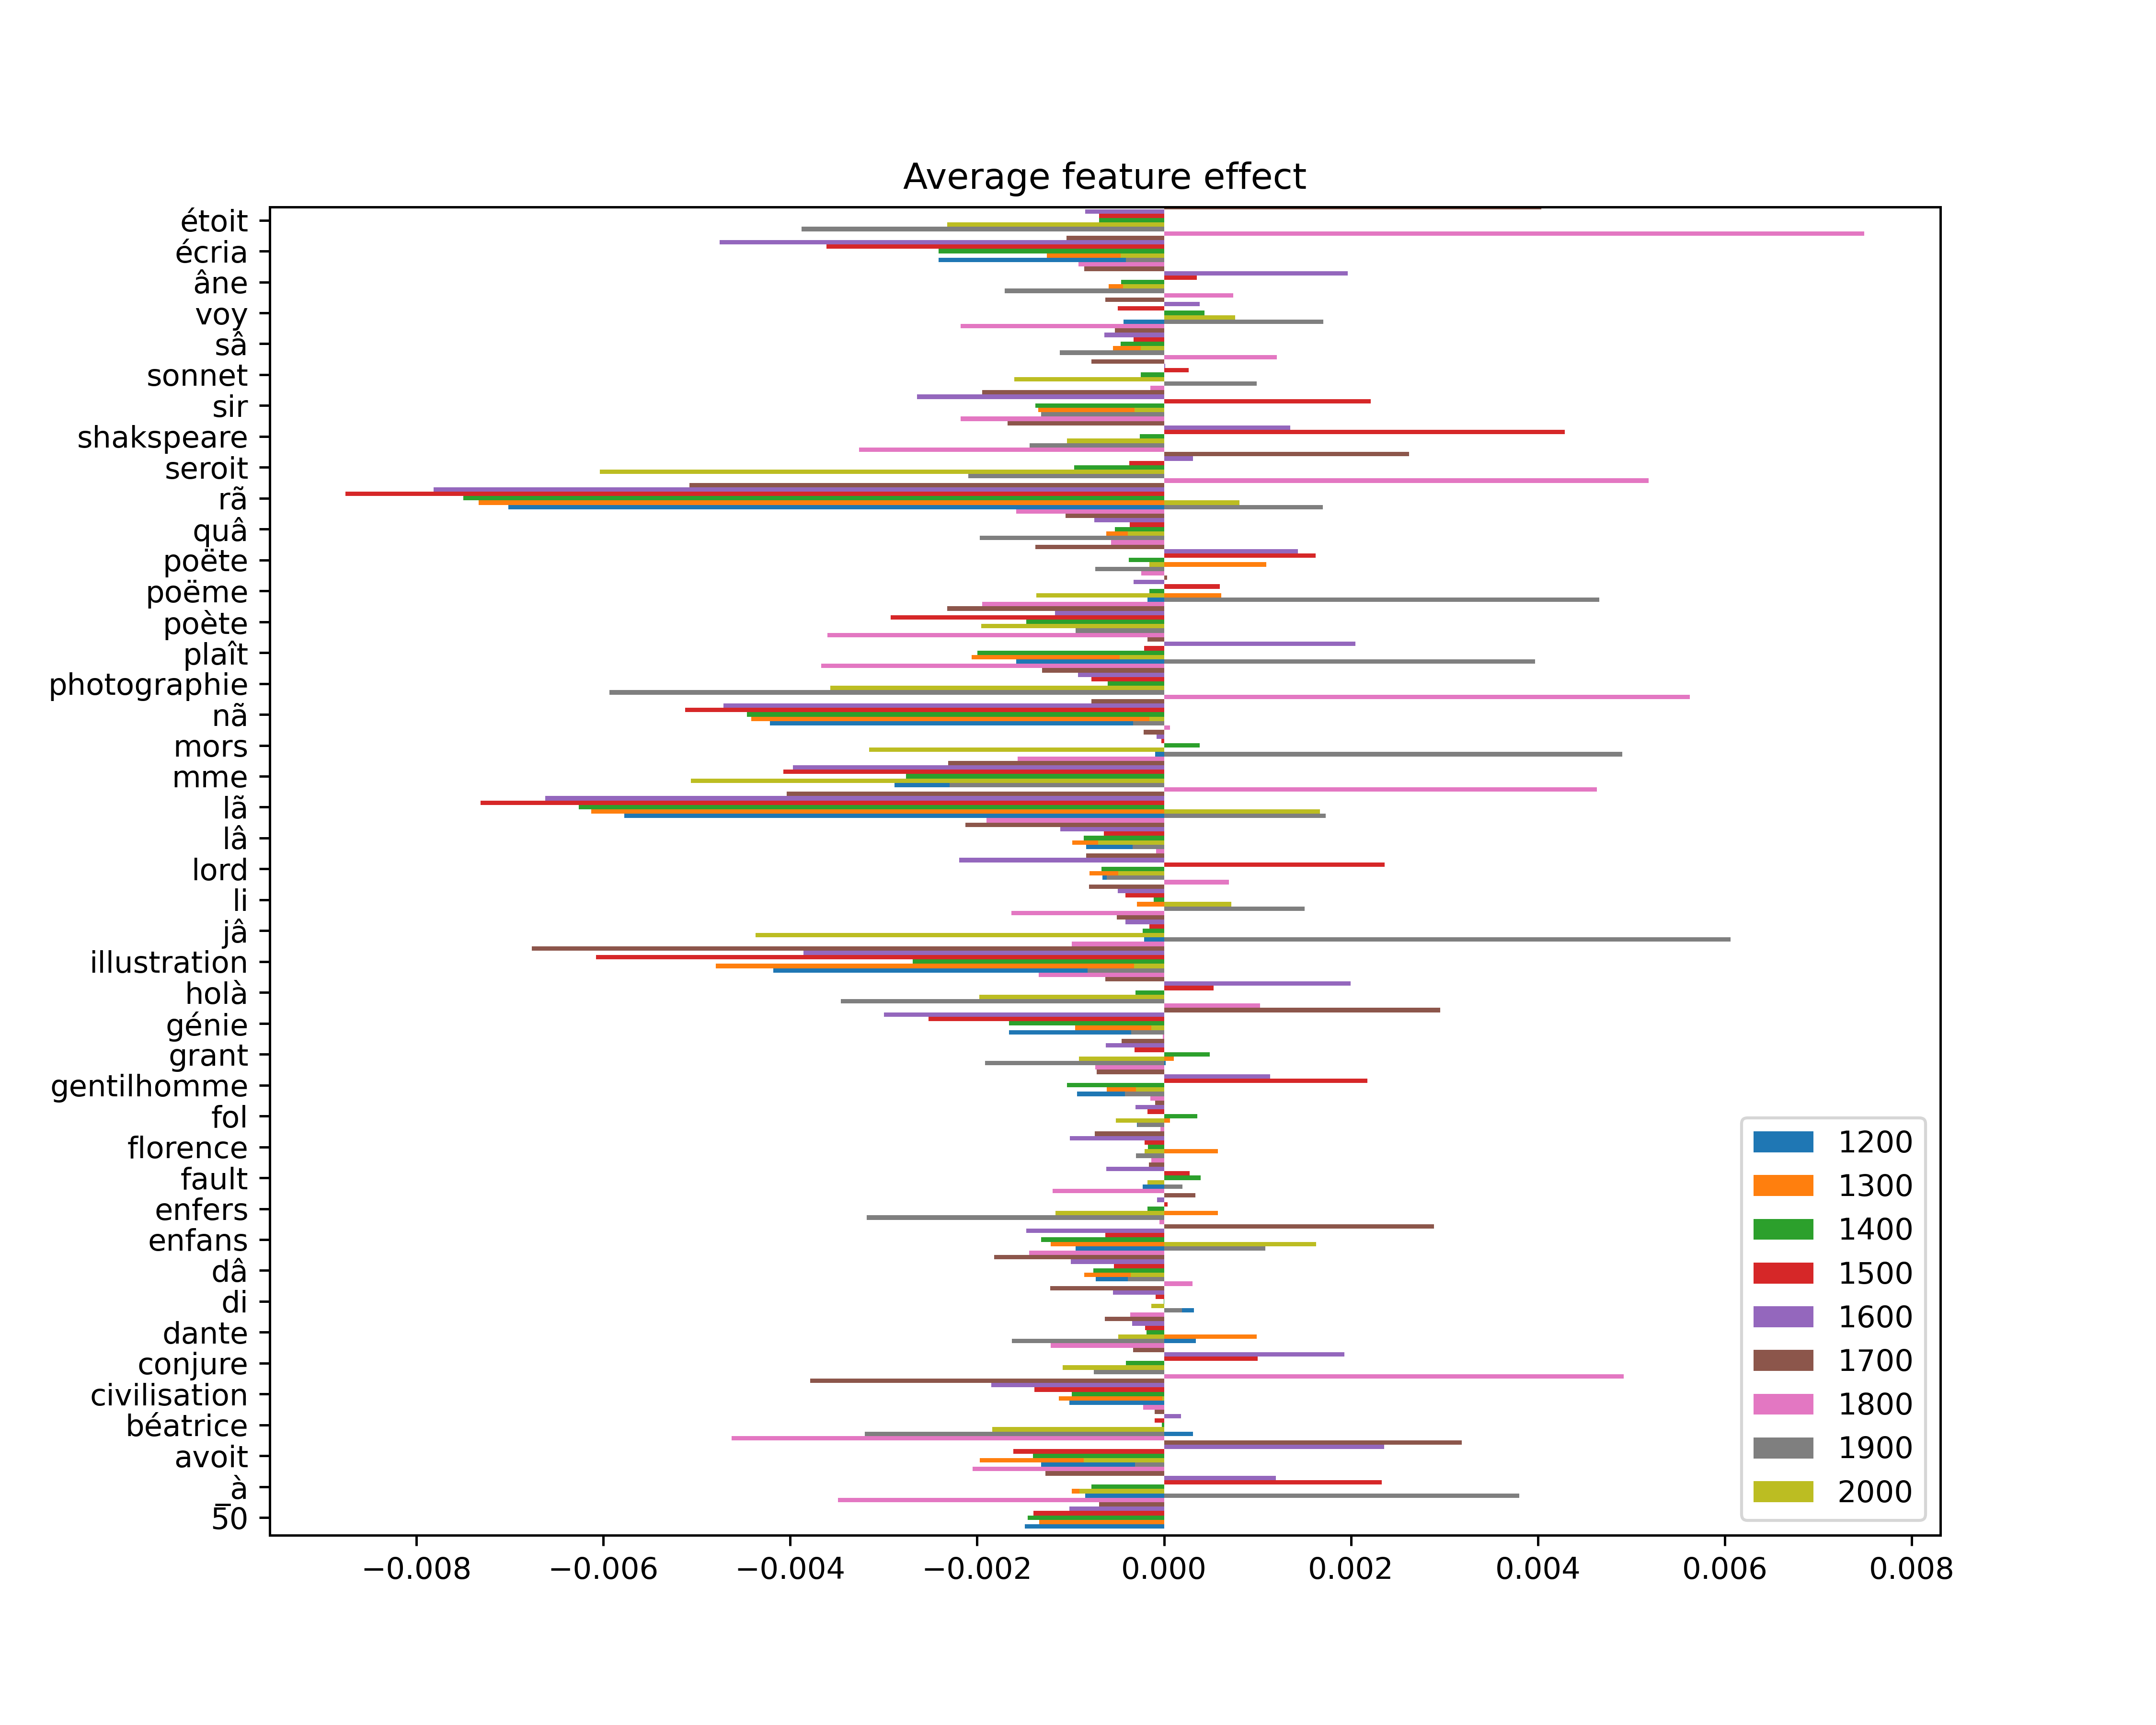 Average feature effect
étoit
écria
âne
voy
sâ
sonnet
sir
shakspeare
seroit
rã
quâ
poëte
poëme
poète
plaît
photographie
nã
mors
mme
lã
lâ
lord
li
jâ
illustration
holà
génie
grant
gentilhomme
fol
florence
fault
enfers
enfans
dâ
di
dante
conjure
civilisation
béatrice
avoit
_à
50
1200
1300
1400
1500
1600
1700
1800
1900
2000
−0.008 −0.006 −0.004 −0.002 0.000 0.002 0.004 0.006 0.008